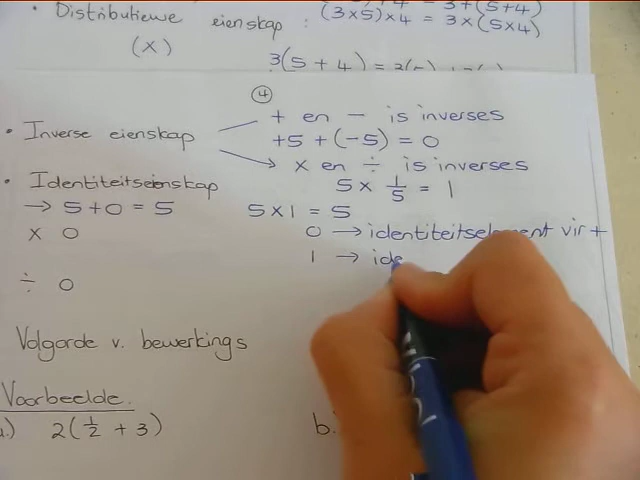 • Distributiewe eienskap :
(x)
(3×5)×4 = 3×(5×4)
3(5 + 4) =
④
+ en − is inverses
• Inverse eienskap
+5 + (−5) = 0
× en ÷ is inverses
5 × 1/5 = 1
• Identiteitseienskap
→ 5+0 = 5
5×1 = 5
× 0
0 → identiteitselement vir +
1 → ide
÷ 0
Volgorde v. bewerkings
Voorbeelde.
2(1/2 + 3)
b.